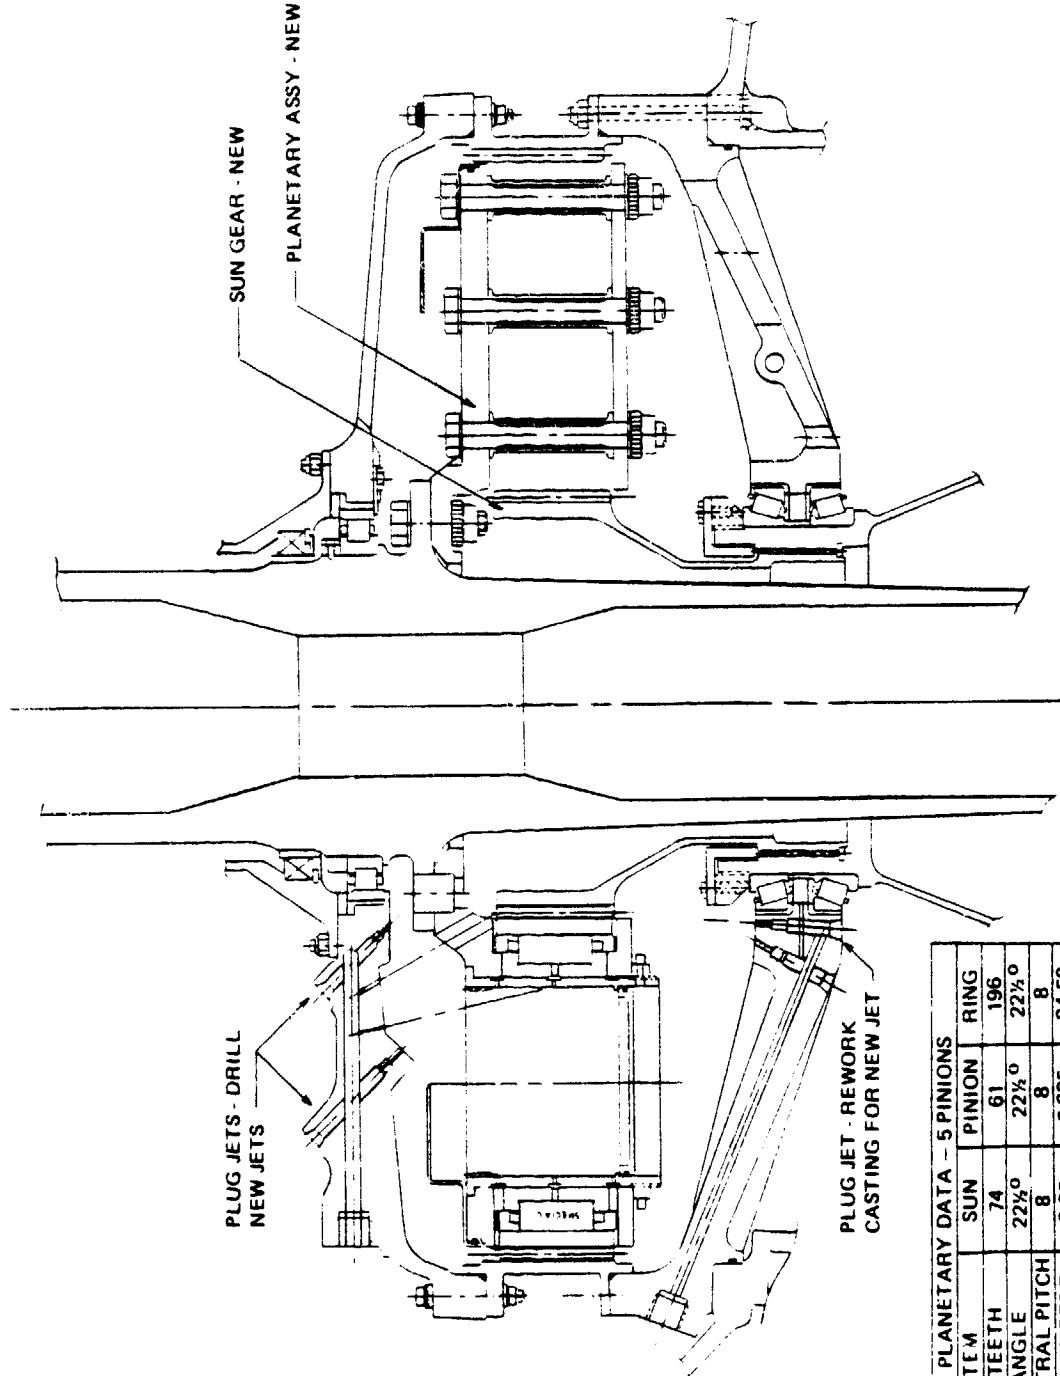 SUN GEAR - NEW
PLANETARY ASSY - NEW
PLUG JETS - DRILL
NEW JETS
SPECIAL
PLUG JET - REWORK
CASTING FOR NEW JET
PLANETARY DATA - 5 PINIONS
SUN PINION RING
TEETH 74 61 196
22½° 22½° 22½°
PITCH 8 8 8